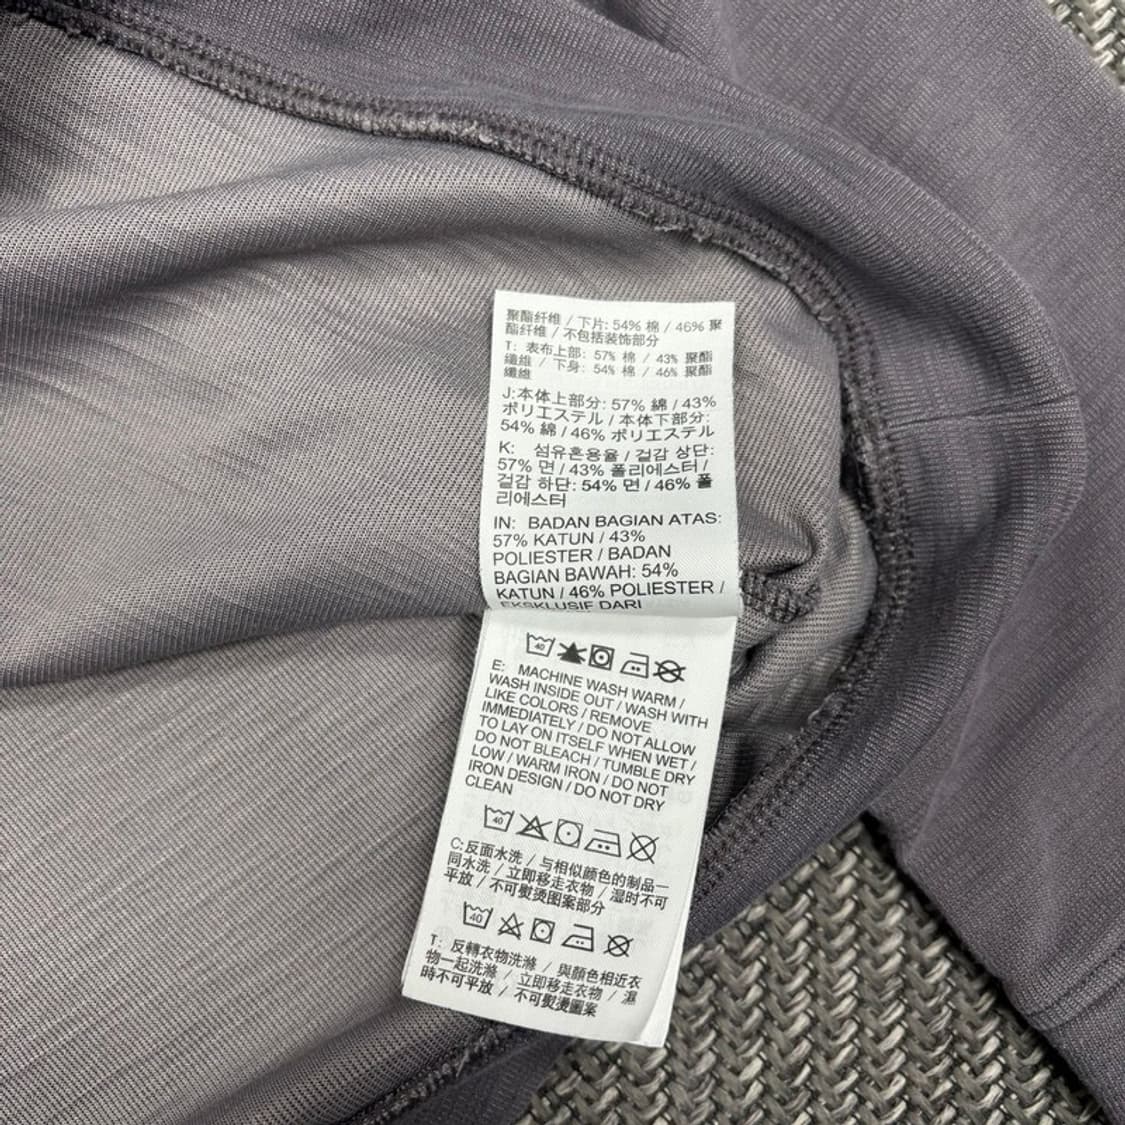 聚酯纤维 / 下片: 54% 棉 / 46% 聚
酯纤维 / 不包括装饰部分
T: 表布上部: 57% 棉 / 43% 聚酯
纖維 / 下身: 54% 棉 / 46% 聚酯
纖維
J:本体上部分: 57% 綿 / 43%
ポリエステル / 本体下部分:
54% 綿 / 46% ポリエステル
K: 섬유혼용율 / 겉감 상단:
57% 면 / 43% 폴리에스터 /
겉감 하단: 54% 면 / 46% 폴
리에스터
IN: BADAN BAGIAN ATAS:
57% KATUN / 43%
POLIESTER / BADAN
BAGIAN BAWAH: 54%
KATUN / 46% POLIESTER /
EKSKLUSIF DARI
40
E: MACHINE WASH WARM /
WASH INSIDE OUT / WASH WITH
LIKE COLORS / REMOVE
IMMEDIATELY / DO NOT ALLOW
TO LAY ON ITSELF WHEN WET /
DO NOT BLEACH / TUMBLE DRY
LOW / WARM IRON / DO NOT
IRON DESIGN / DO NOT DRY
CLEAN
40
C:反面水洗 / 与相似颜色的制品一
同水洗 / 立即移走衣物 / 湿时不可
平放 / 不可熨烫图案部分
40
T: 反轉衣物洗滌 / 與顏色相近衣
物一起洗滌 / 立即移走衣物 / 濕
時不可平放 / 不可熨燙圖案